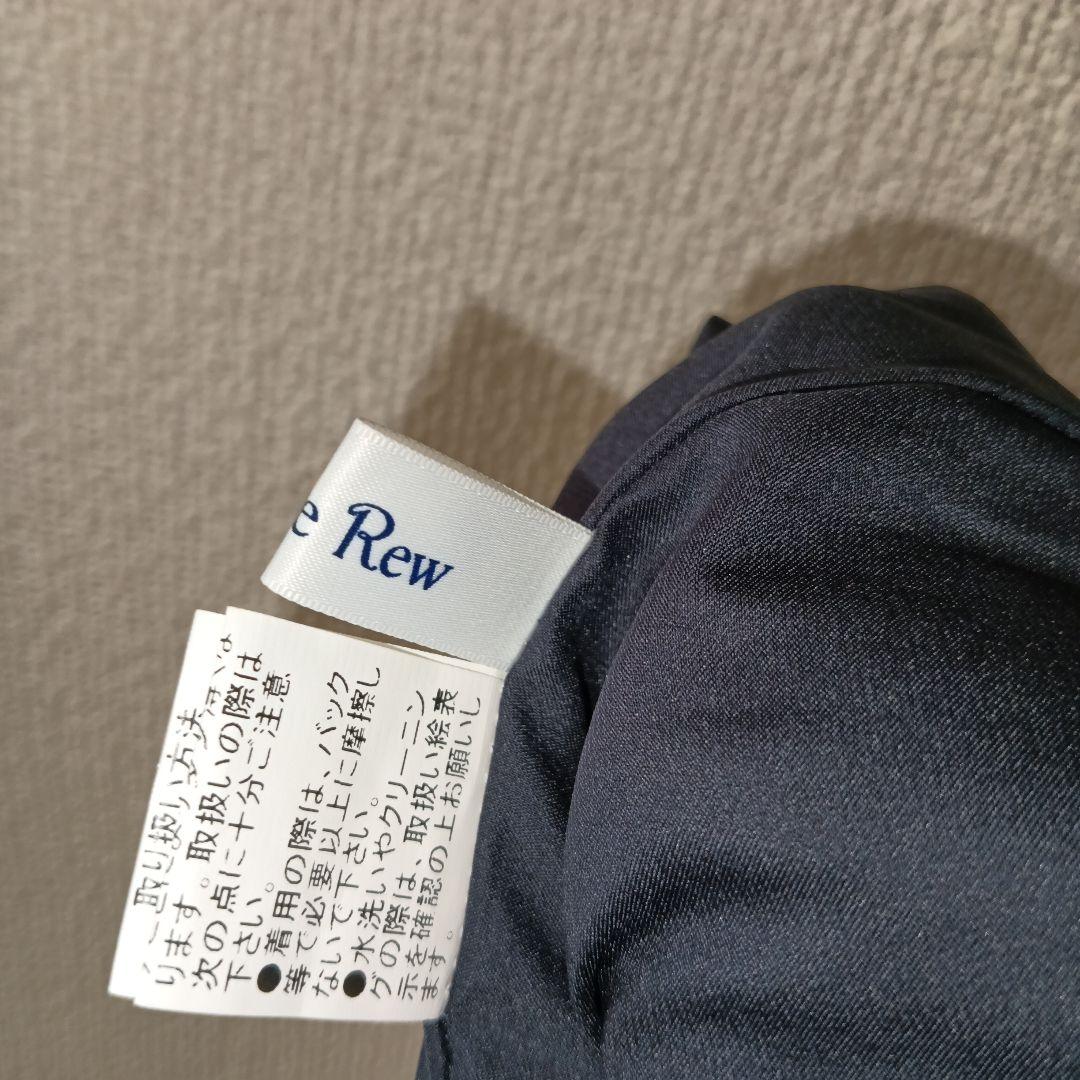 e Rew
ご取り扱い方法
ります。取扱いの際は
次の点に十分ご注意
下さい。
●着用の際は、バック
等で必要以上に摩擦し
ないで下さい。
●水洗いやクリーニン
グの際は、取扱い絵表
示を確認の上お願いし
ます。